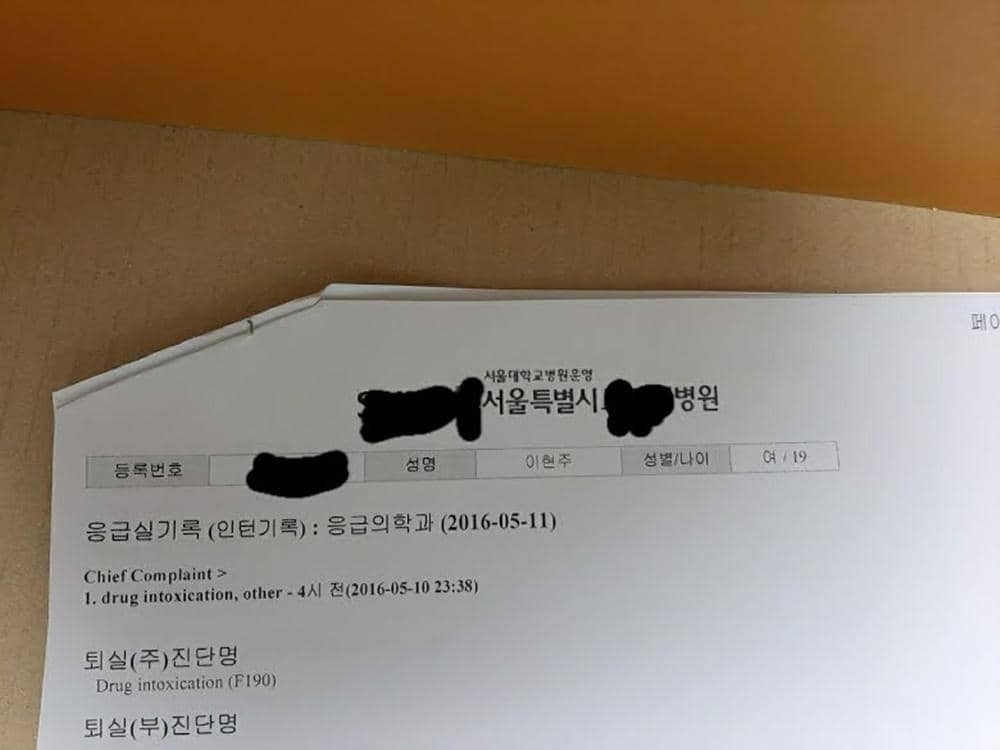 페이
서울대학교병원운영
서울특별시 병원
등록번호 성명 이현주 성별/나이 여 / 19
응급실기록 (인턴기록) : 응급의학과 (2016-05-11)
Chief Complaint >
1. drug intoxication, other - 4시 전(2016-05-10 23:38)
퇴실(주)진단명
Drug intoxication (F190)
퇴실(부)진단명